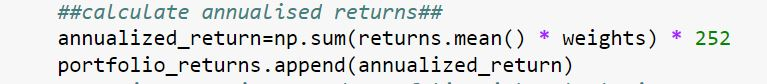 ##calculate annualised returns##
annualized_return=np.sum(returns.mean() * weights) * 252
portfolio_returns.append(annualized_return)